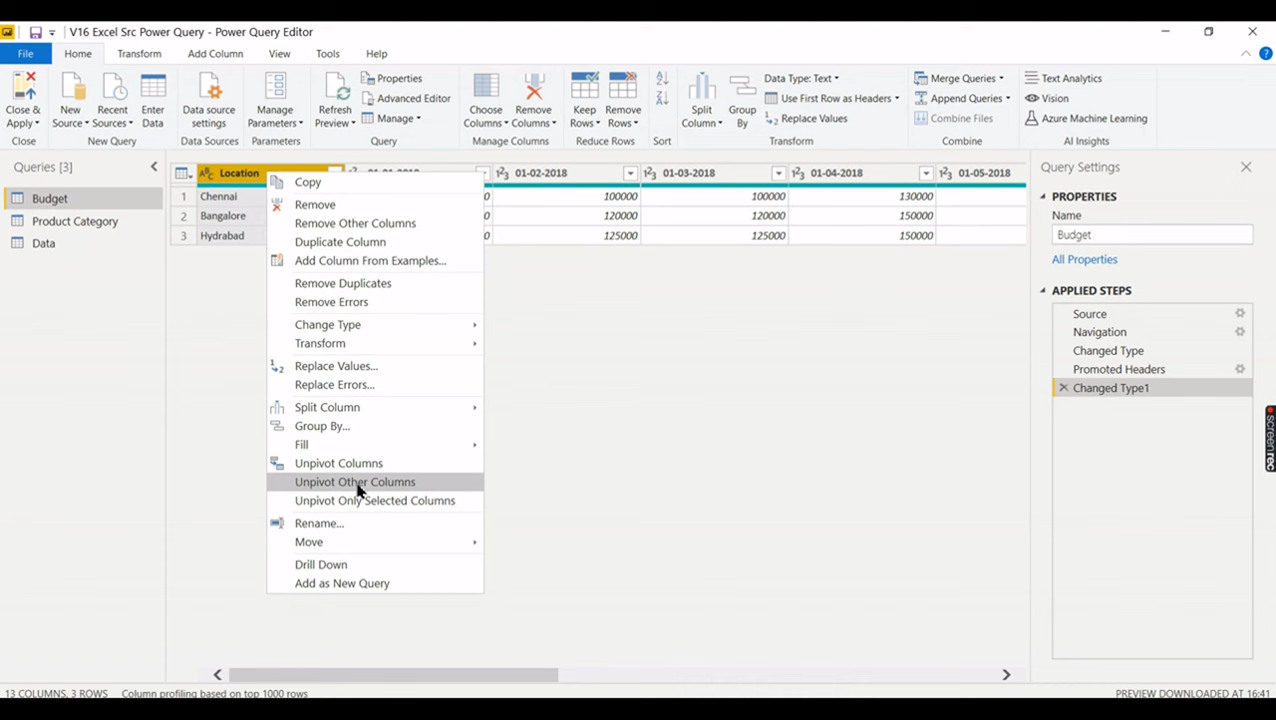 V16 Excel Src Power Query - Power Query Editor
File Home Transform Add Column View Tools Help
Close & Apply
New Source
Recent Sources
Enter Data
Data source settings
Manage Parameters
Refresh Preview
Properties
Advanced Editor
Manage
Choose Columns
Remove Columns
Keep Rows
Remove Rows
Split Column
Group By
Data Type: Text
Use First Row as Headers
Replace Values
Merge Queries
Append Queries
Combine Files
Text Analytics
Vision
Azure Machine Learning
Close New Query Data Sources Parameters Query Manage Columns Reduce Rows Sort Transform Combine AI Insights
Queries [3]
Budget
Product Category
Data
Location 01-02-2018 01-03-2018 01-04-2018 01-05-2018
1 Chennai 0 100000 100000 130000
2 Bangalore 0 120000 120000 150000
3 Hydrabad 0 125000 125000 150000
Copy
Remove
Remove Other Columns
Duplicate Column
Add Column From Examples...
Remove Duplicates
Remove Errors
Change Type
Transform
Replace Values...
Replace Errors...
Split Column
Group By...
Fill
Unpivot Columns
Unpivot Other Columns
Unpivot Only Selected Columns
Rename...
Move
Drill Down
Add as New Query
Query Settings
PROPERTIES
Name
Budget
All Properties
APPLIED STEPS
Source
Navigation
Changed Type
Promoted Headers
Changed Type1
screenrec
13 COLUMNS, 3 ROWS Column profiling based on top 1000 rows
PREVIEW DOWNLOADED AT 16:41